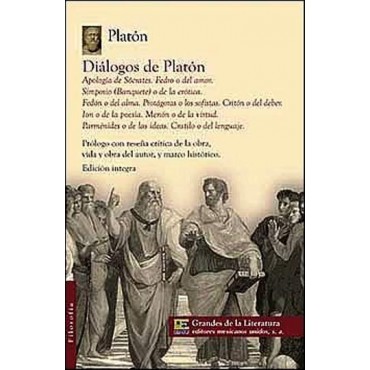 Platón
Diálogos de Platón
Apología de Sócrates. Fedro o del amor.
Simposio (Banquete) o de la erótica.
Fedón o del alma. Protágoras o los sofistas. Critón o del deber.
Ion o de la poesía. Menón o de la virtud.
Parménides o de las ideas. Cratilo o del lenguaje.
Prólogo con reseña crítica de la obra,
vida y obra del autor, y marco histórico.
Edición íntegra
Filosofía
Grandes de la Literatura
editores mexicanos unidos, s. a.